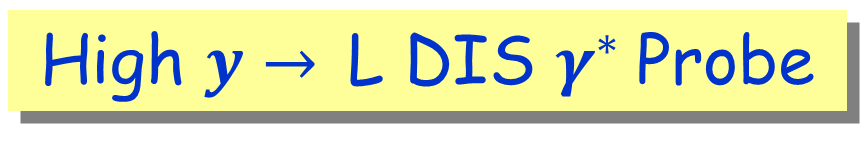 High y → L DIS γ* Probe